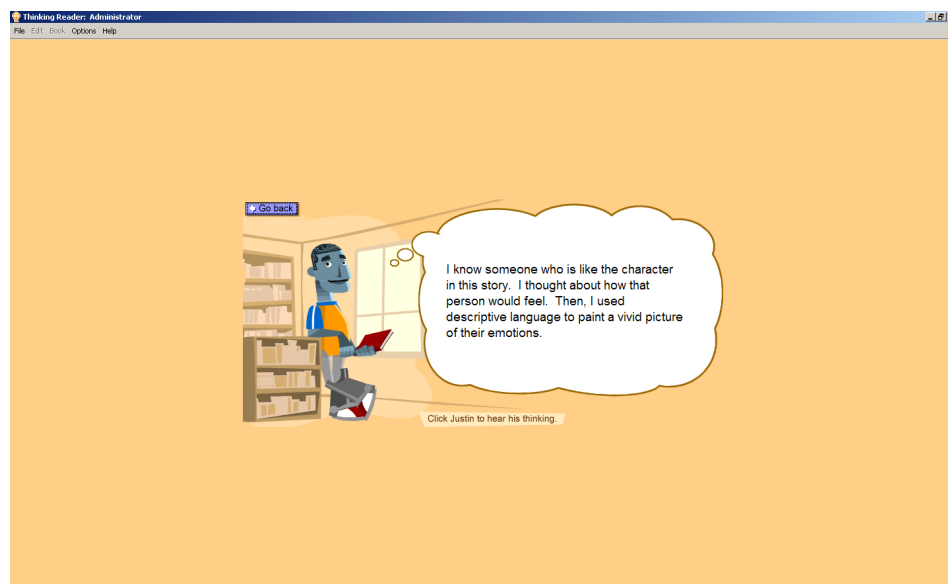 Thinking Reader: Administrator
File Edit Book Options Help
Go back
I know someone who is like the character
in this story. I thought about how that
person would feel. Then, I used
descriptive language to paint a vivid picture
of their emotions.
Click Justin to hear his thinking.